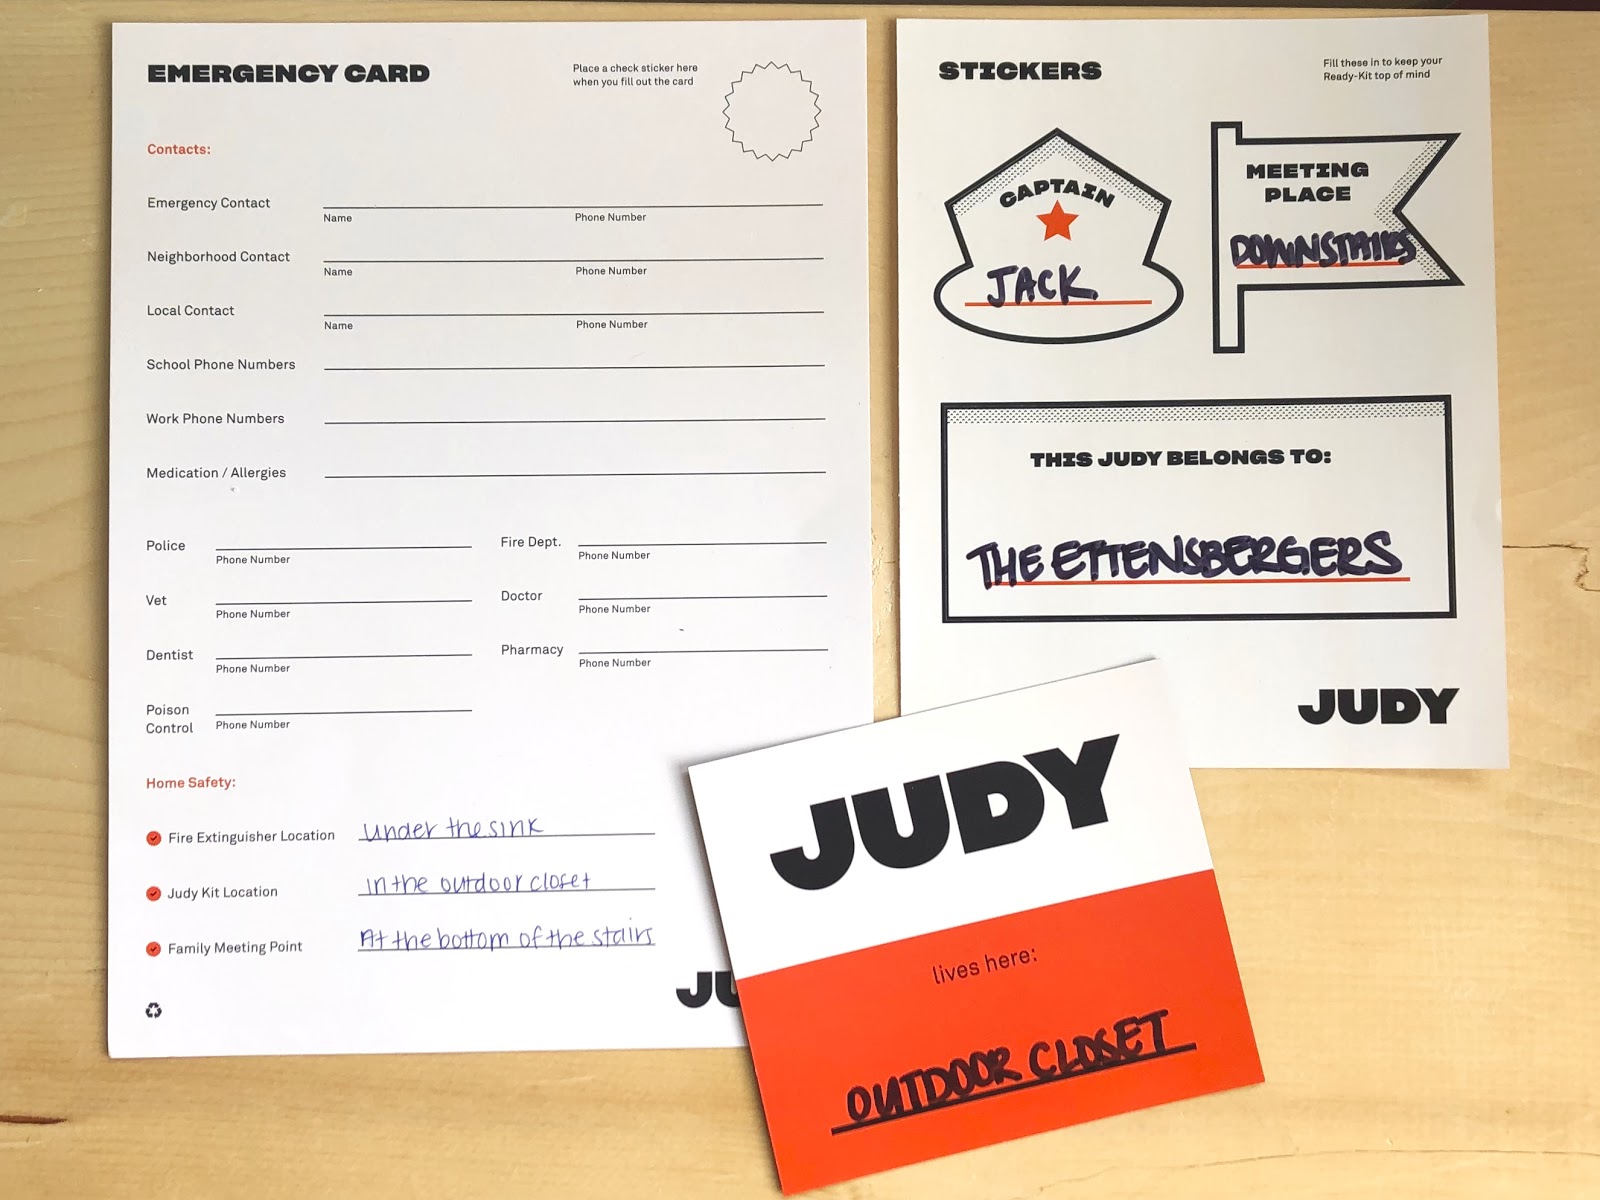 EMERGENCY CARD
Place a check sticker here
when you fill out the card
Contacts:
Emergency Contact
Name Phone Number
Neighborhood Contact
Name Phone Number
Local Contact
Name Phone Number
School Phone Numbers
Work Phone Numbers
Medication / Allergies
Police
Phone Number
Fire Dept.
Phone Number
Vet
Phone Number
Doctor
Phone Number
Dentist
Phone Number
Pharmacy
Phone Number
Poison
Control
Phone Number
Home Safety:
Fire Extinguisher Location under the sink
Judy Kit Location in the outdoor closet
Family Meeting Point At the bottom of the stairs
JU
STICKERS
Fill these in to keep your
Ready-Kit top of mind
CAPTAIN
JACK
MEETING
PLACE
DOWNSTAIRS
THIS JUDY BELONGS TO:
THE ETTENSBERGERS
JUDY
JUDY
lives here:
OUTDOOR CLOSET